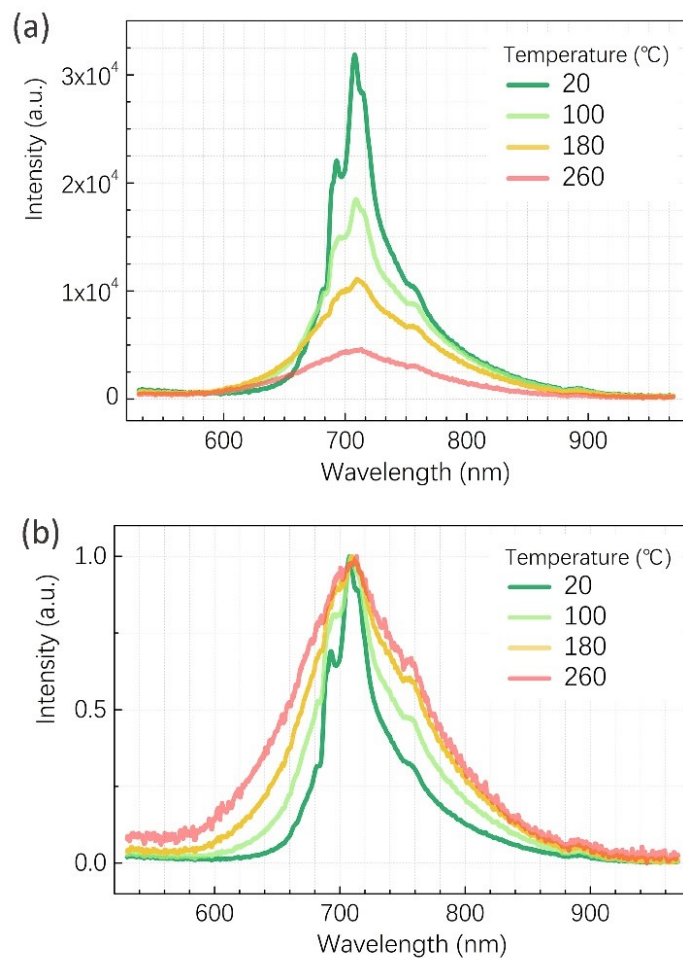 (a)
Temperature (℃)
20
100
180
260
3x10⁴
2x10⁴
1x10⁴
0
Intensity (a.u.)
600
700
800
900
Wavelength (nm)
(b)
Temperature (℃)
20
100
180
260
1.0
0.5
0.0
Intensity (a.u.)
600
700
800
900
Wavelength (nm)